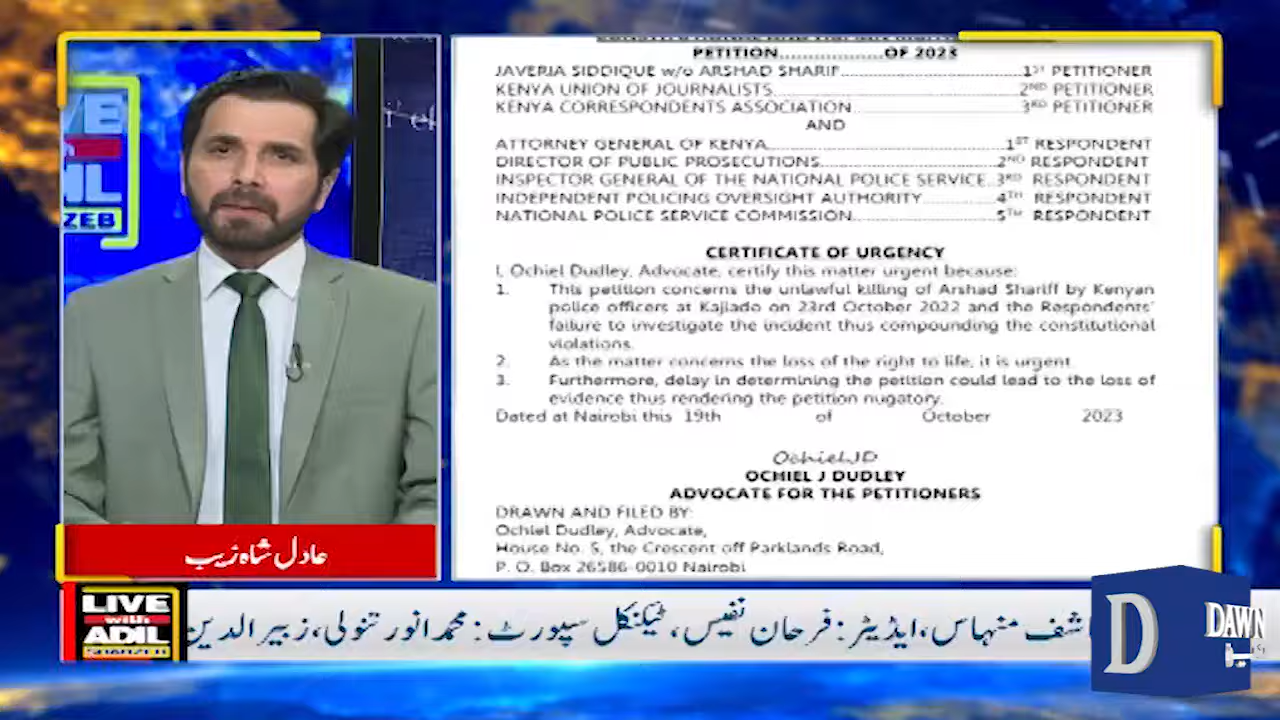 PETITION..................OF 2023
JAVERIA SIDDIQUE w/o ARSHAD SHARIF..........................1ST PETITIONER
KENYA UNION OF JOURNALISTS..........................2ND PETITIONER
KENYA CORRESPONDENTS ASSOCIATION..........................3RD PETITIONER
AND
ATTORNEY GENERAL OF KENYA..........................1ST RESPONDENT
DIRECTOR OF PUBLIC PROSECUTIONS..........................2ND RESPONDENT
INSPECTOR GENERAL OF THE NATIONAL POLICE SERVICE..3RD RESPONDENT
INDEPENDENT POLICING OVERSIGHT AUTHORITY............4TH RESPONDENT
NATIONAL POLICE SERVICE COMMISSION....................5TH RESPONDENT
CERTIFICATE OF URGENCY
I, Ochiel Dudley, Advocate, certify this matter urgent because:
1. This petition concerns the unlawful killing of Arshad Shariff by Kenyan
police officers at Kajiado on 23rd October 2022 and the Respondents'
failure to investigate the incident thus compounding the constitutional
violations.
2. As the matter concerns the loss of the right to life, it is urgent.
3. Furthermore, delay in determining the petition could lead to the loss of
evidence thus rendering the petition nugatory.
Dated at Nairobi this 19th of October 2023
OchielJD
OCHIEL J DUDLEY
ADVOCATE FOR THE PETITIONERS
DRAWN AND FILED BY:
Ochiel Dudley, Advocate,
House No. 5, the Crescent off Parklands Road,
P. O. Box 26586-0010 Nairobi
عادل شاہ زیب
LIVE
with
ADIL
SHAHZEB
اشف منہاس، ایڈیٹر: فرحان نفیس، ٹیکنکل سپورٹ: محمد انور تنولی، زبیر الدین
D
DAWN